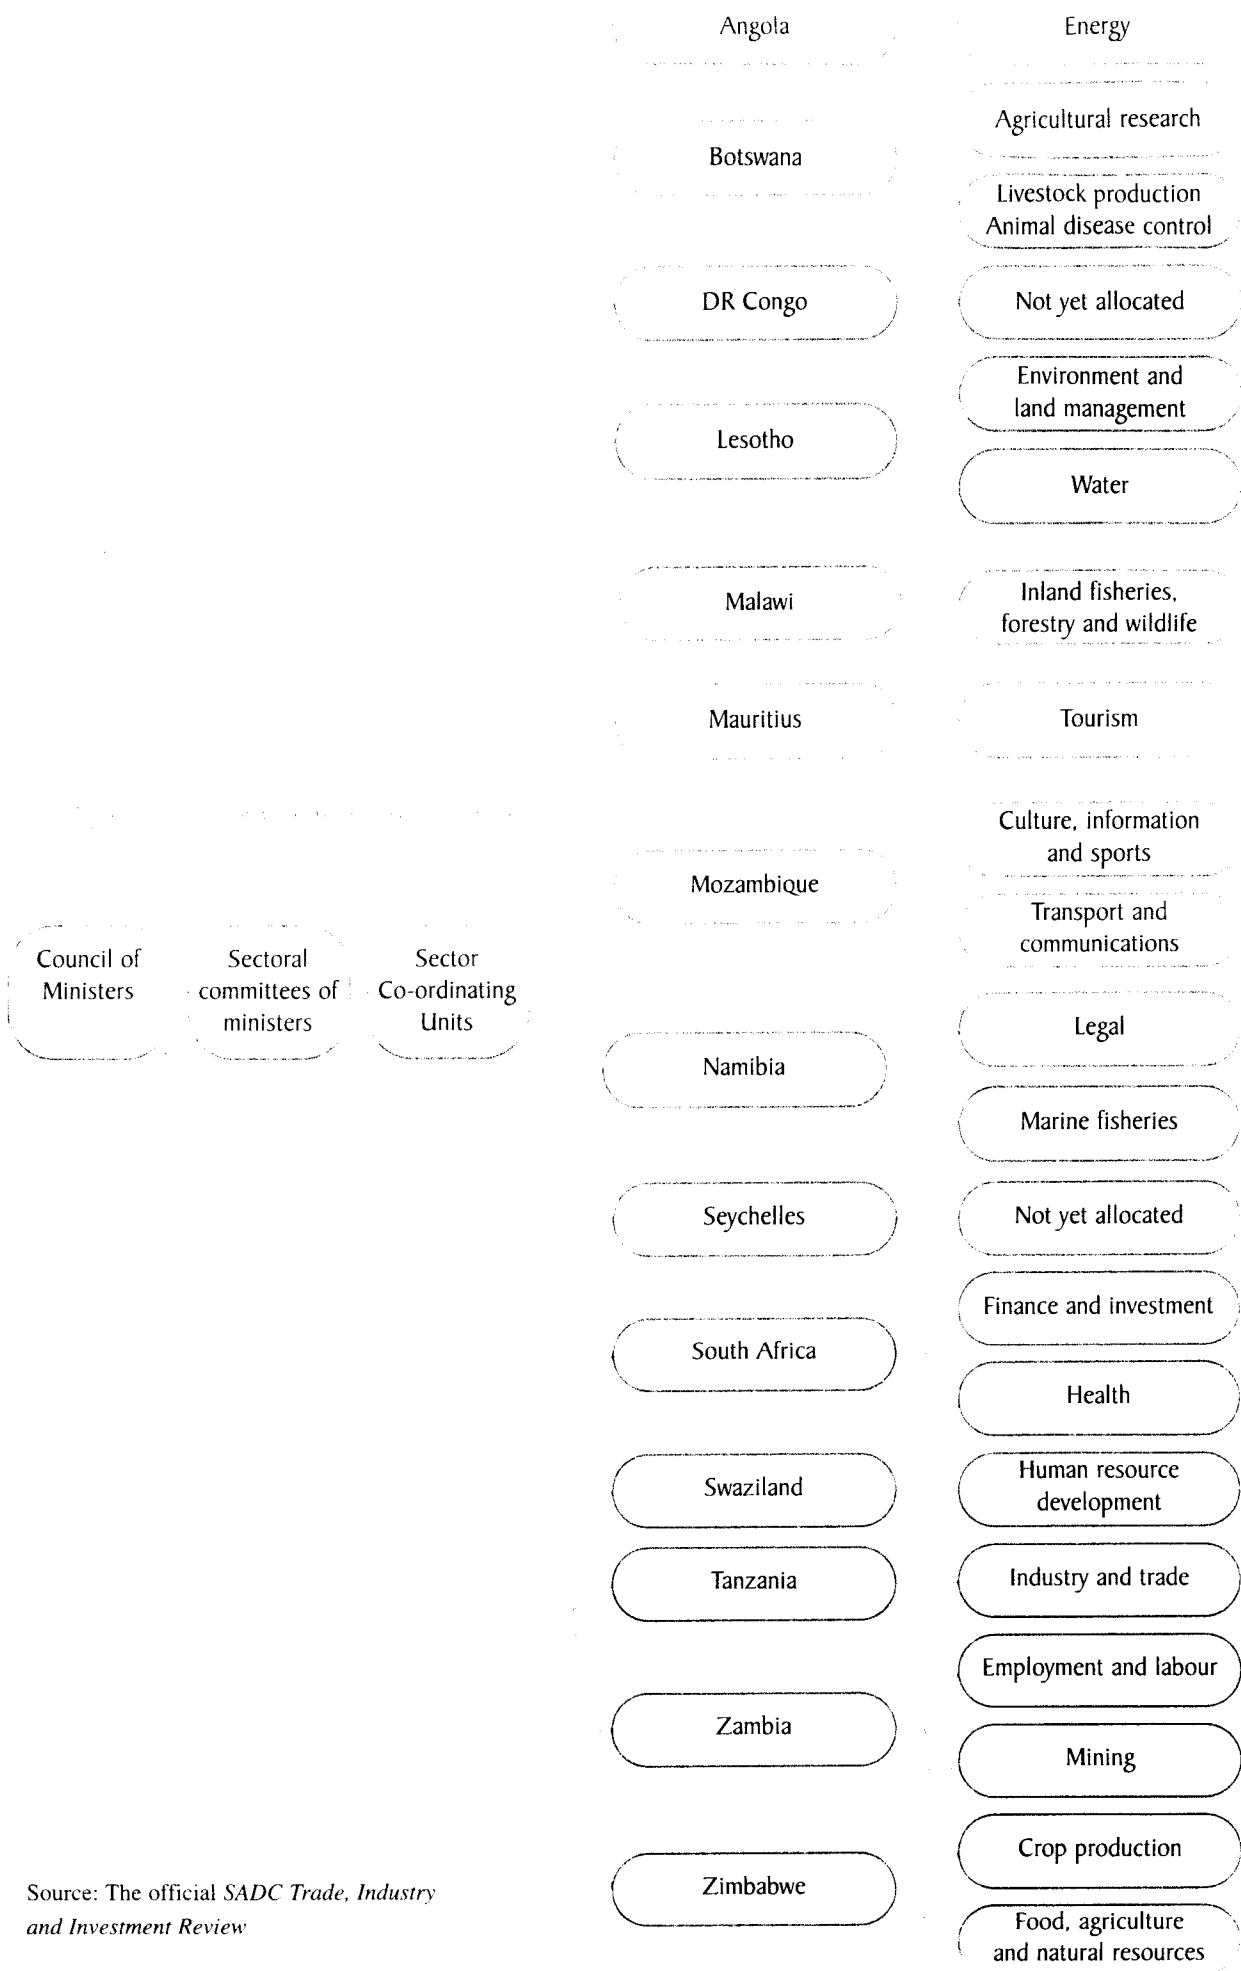 Angola
Energy
Agricultural research
Botswana
Livestock production
Animal disease control
DR Congo
Not yet allocated
Environment and
land management
Lesotho
Water
Malawi
Inland fisheries,
forestry and wildlife
Mauritius
Tourism
Culture, information
and sports
Mozambique
Transport and
communications
Council of
Ministers
Sectoral
committees of
ministers
Sector
Co-ordinating
Units
Legal
Namibia
Marine fisheries
Seychelles
Not yet allocated
Finance and investment
South Africa
Health
Swaziland
Human resource
development
Tanzania
Industry and trade
Employment and labour
Zambia
Mining
Crop production
Zimbabwe
Food, agriculture
and natural resources
Source: The official SADC Trade, Industry
and Investment Review